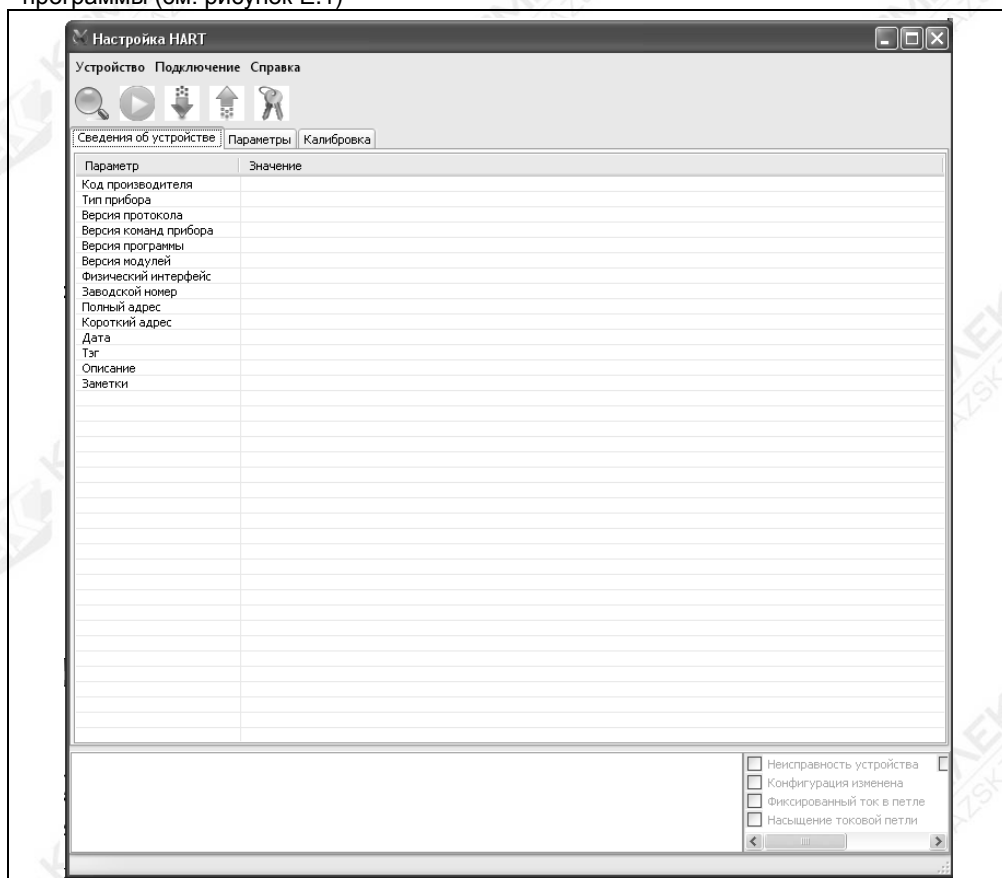 программы (см. рисунок Е.1)
Настройка HART
Устройство Подключение Справка
Сведения об устройстве Параметры Калибровка
Параметр Значение
Код производителя
Тип прибора
Версия протокола
Версия команд прибора
Версия программы
Версия модулей
Физический интерфейс
Заводской номер
Полный адрес
Короткий адрес
Дата
Тэг
Описание
Заметки
Неисправность устройства
Конфигурация изменена
Фиксированный ток в петле
Насыщение токовой петли